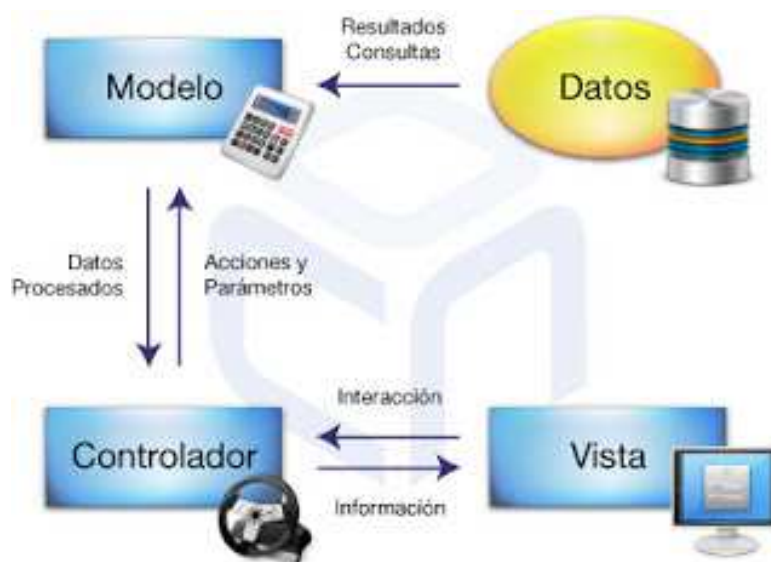 Resultados
Consultas
Modelo
Datos
Datos
Procesados
Acciones y
Parámetros
Interacción
Controlador
Vista
Información